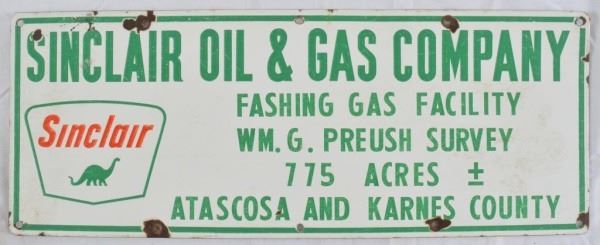 SINCLAIR OIL & GAS COMPANY
Sinclair
FASHING GAS FACILITY
WM. G. PREUSH SURVEY
775 ACRES ±
ATASCOSA AND KARNES COUNTY